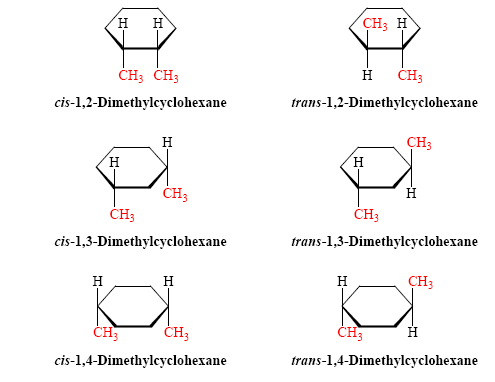 H H CH₃ H
CH₃ CH₃ H CH₃
cis-1,2-Dimethylcyclohexane trans-1,2-Dimethylcyclohexane
H CH₃
H H
CH₃ H
CH₃ CH₃
cis-1,3-Dimethylcyclohexane trans-1,3-Dimethylcyclohexane
H H H CH₃
CH₃ CH₃ CH₃ H
cis-1,4-Dimethylcyclohexane trans-1,4-Dimethylcyclohexane